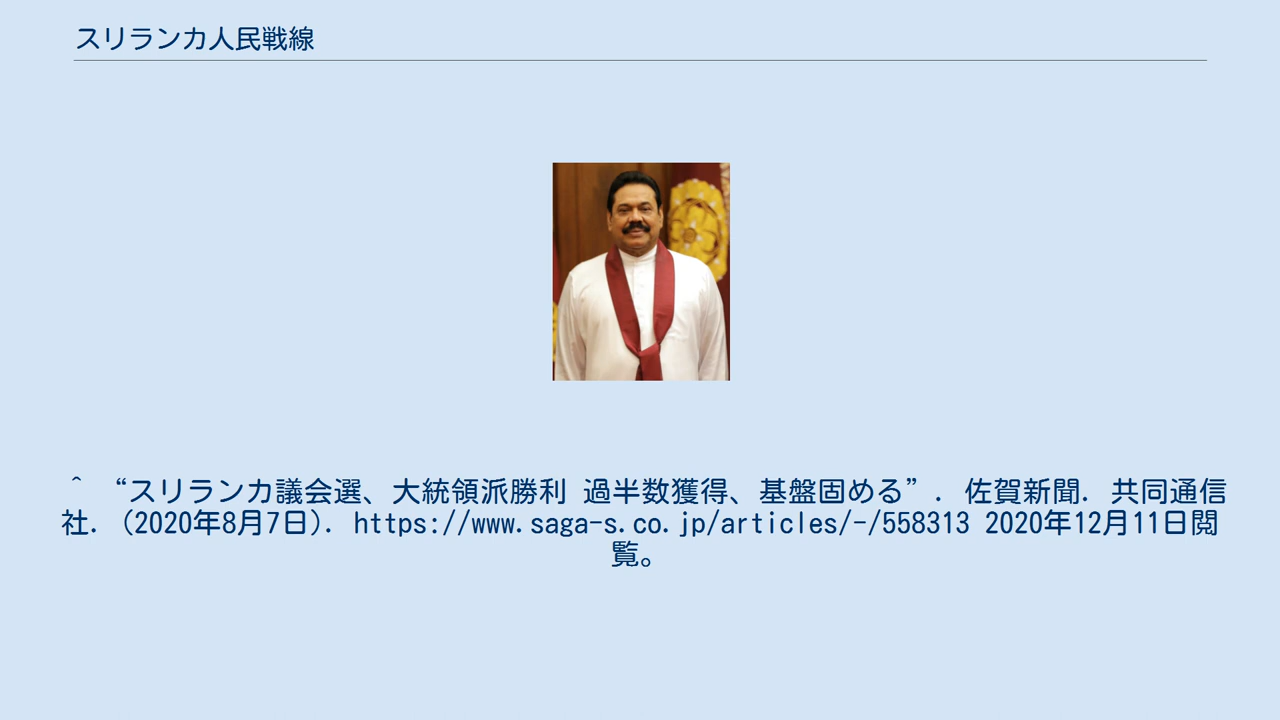 スリランカ人民戦線
^ “スリランカ議会選、大統領派勝利 過半数獲得、基盤固める”. 佐賀新聞. 共同通信
社. (2020年8月7日). https://www.saga-s.co.jp/articles/-/558313 2020年12月11日閲
覧。